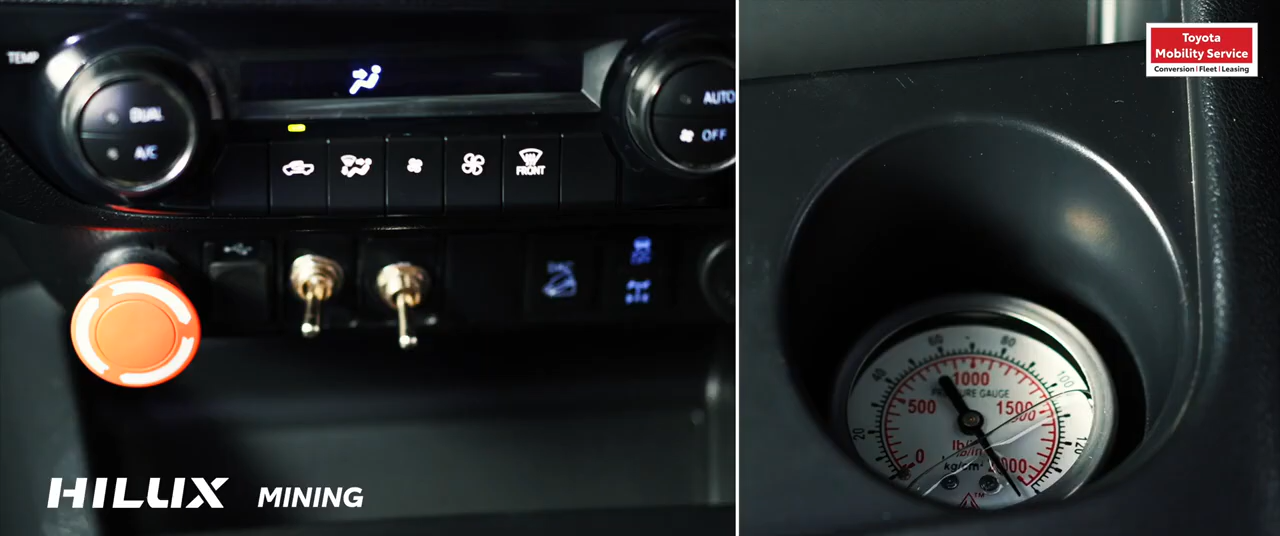 TEMP
DUAL
A/C
AUTO
OFF
FRONT
HILUX MINING
Toyota
Mobility Service
Conversion | Fleet | Leasing
60 80
40 100
20 120
1000
PRESSURE GAUGE
500 1500
lb/in²
0 2000
kg/cm²
TM